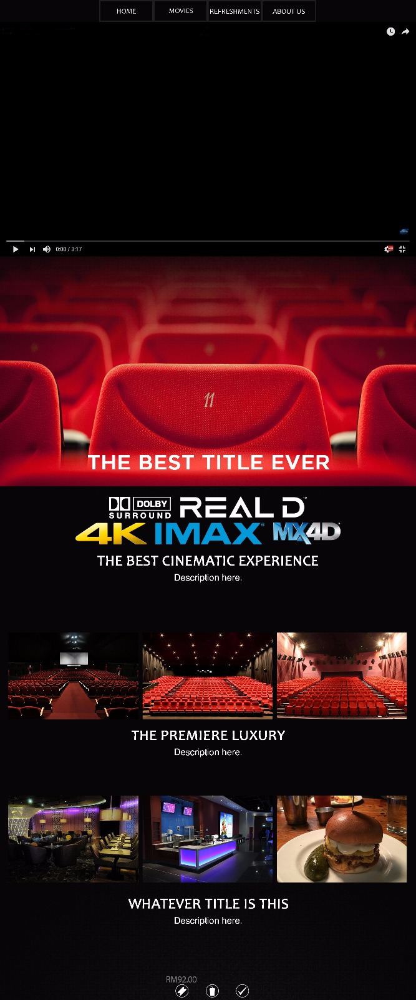 HOME MOVIES REFRESHMENTS ABOUT US
0:00 / 3:17
HD
11
THE BEST TITLE EVER
DOLBY
SURROUND
REALD™
4K IMAX® MX4D
THE BEST CINEMATIC EXPERIENCE
Description here.
THE PREMIERE LUXURY
Description here.
WHATEVER TITLE IS THIS
Description here.
RM92.00